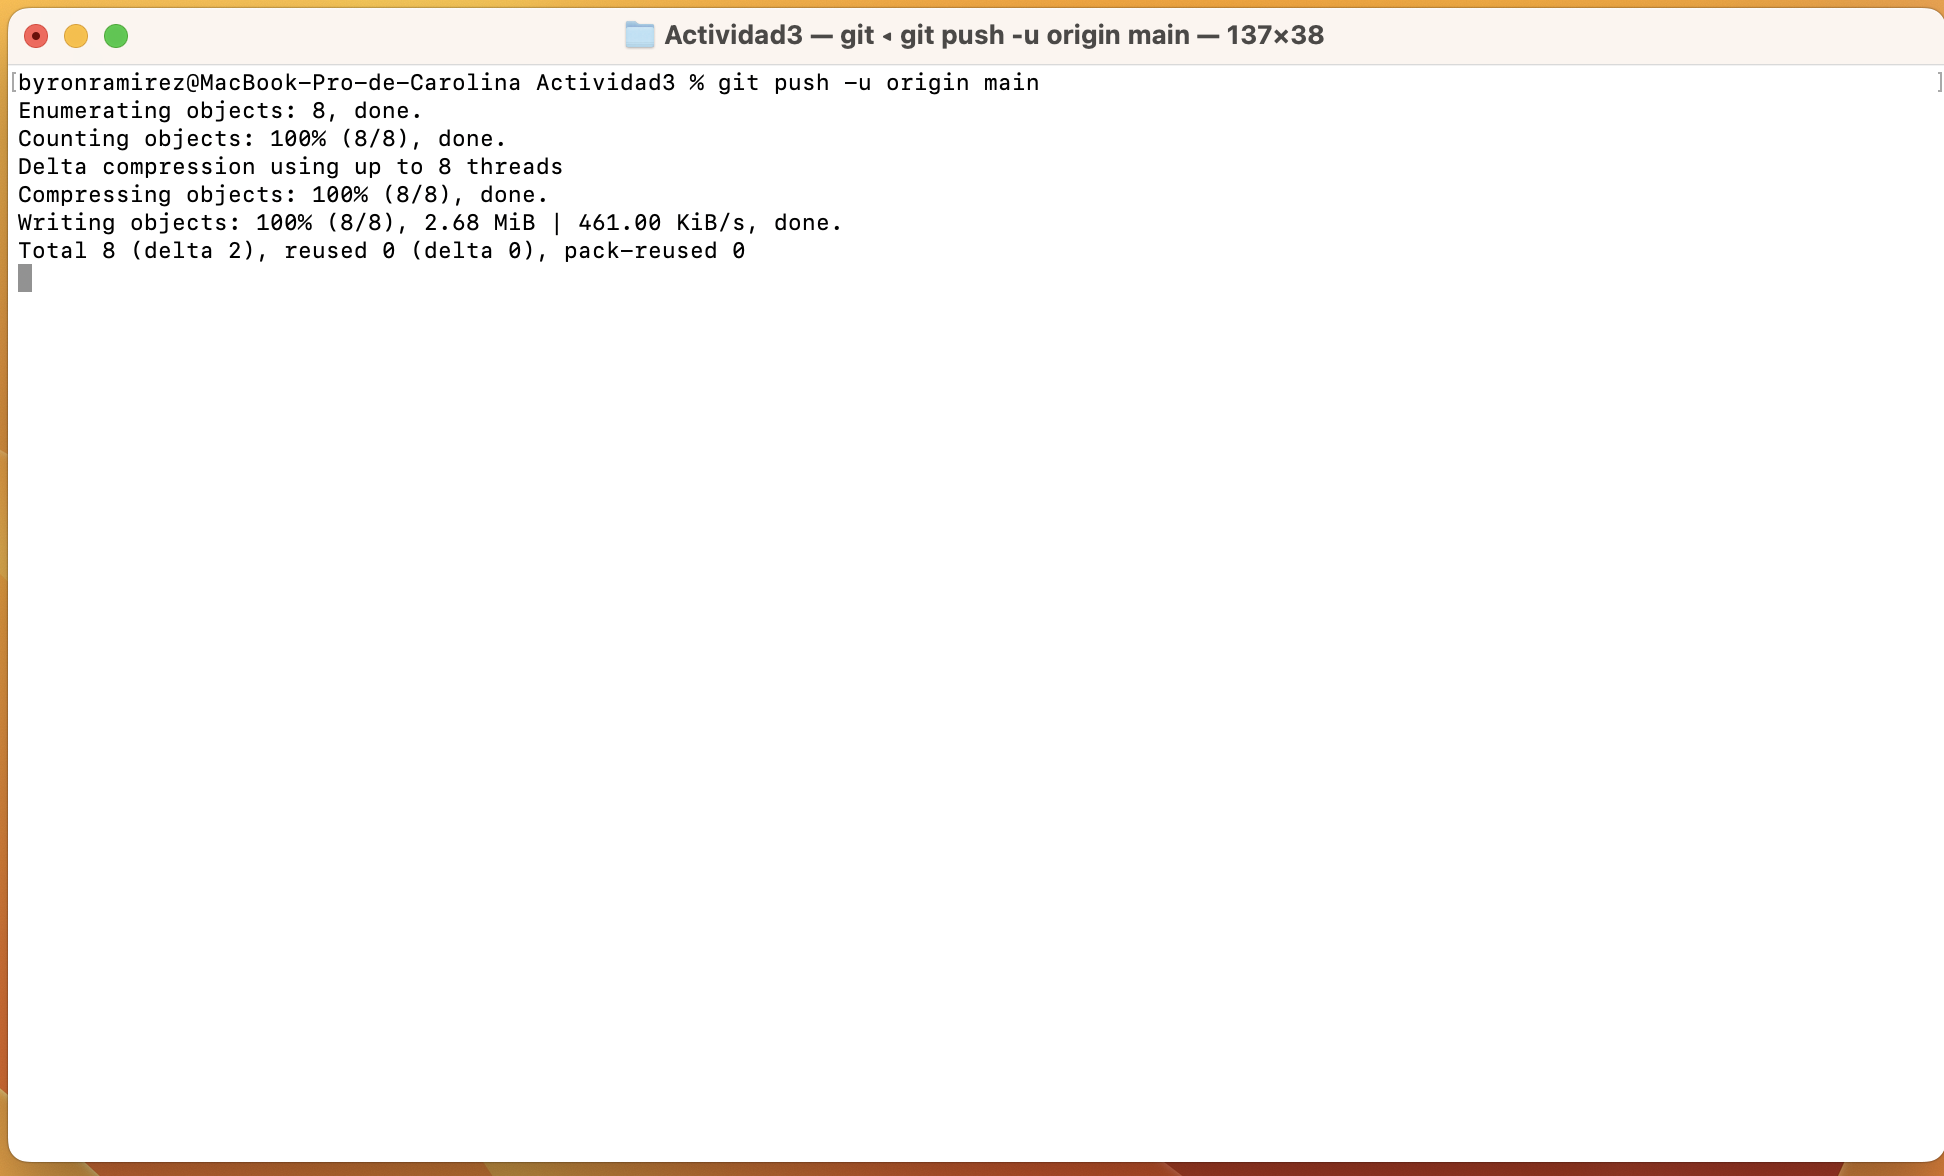 Actividad3 — git ◂ git push -u origin main — 137×38
[byronramirez@MacBook-Pro-de-Carolina Actividad3 % git push -u origin main ]
Enumerating objects: 8, done.
Counting objects: 100% (8/8), done.
Delta compression using up to 8 threads
Compressing objects: 100% (8/8), done.
Writing objects: 100% (8/8), 2.68 MiB | 461.00 KiB/s, done.
Total 8 (delta 2), reused 0 (delta 0), pack-reused 0